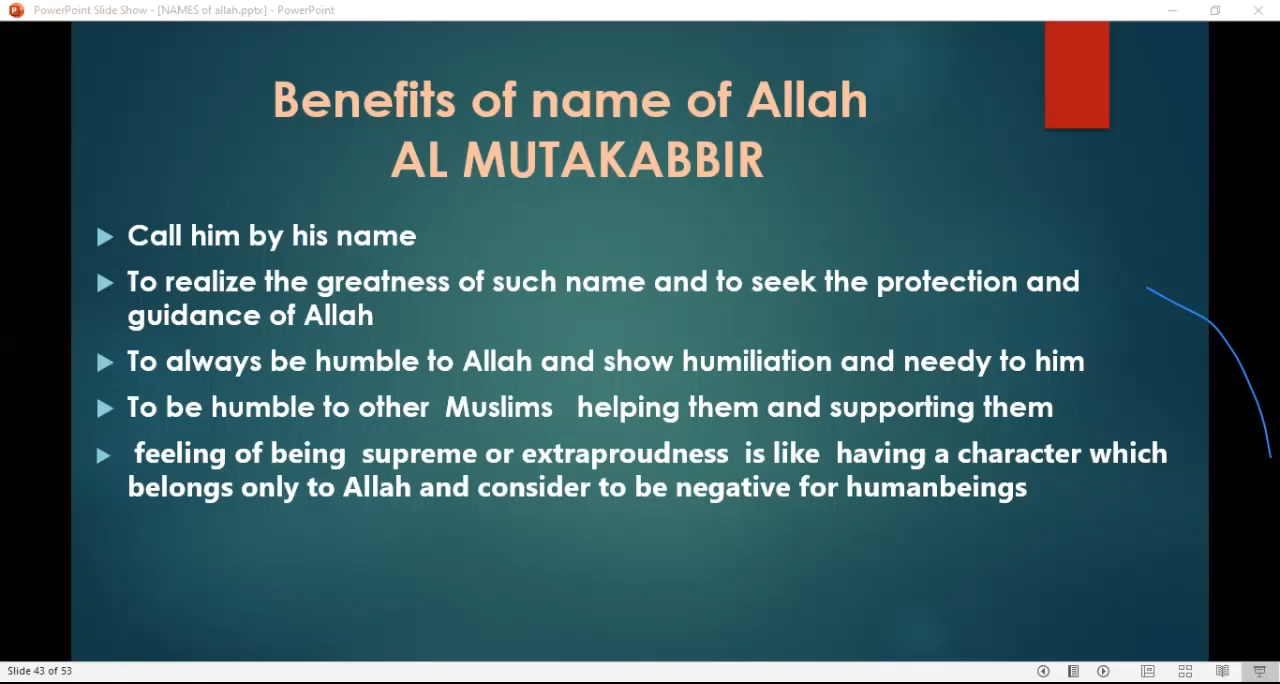 PowerPoint Slide Show - [NAMES of allah.pptx] - PowerPoint
Benefits of name of Allah
AL MUTAKABBIR
Call him by his name
To realize the greatness of such name and to seek the protection and
guidance of Allah
To always be humble to Allah and show humiliation and needy to him
To be humble to other Muslims helping them and supporting them
feeling of being supreme or extraproudness is like having a character which
belongs only to Allah and consider to be negative for humanbeings
Slide 43 of 53